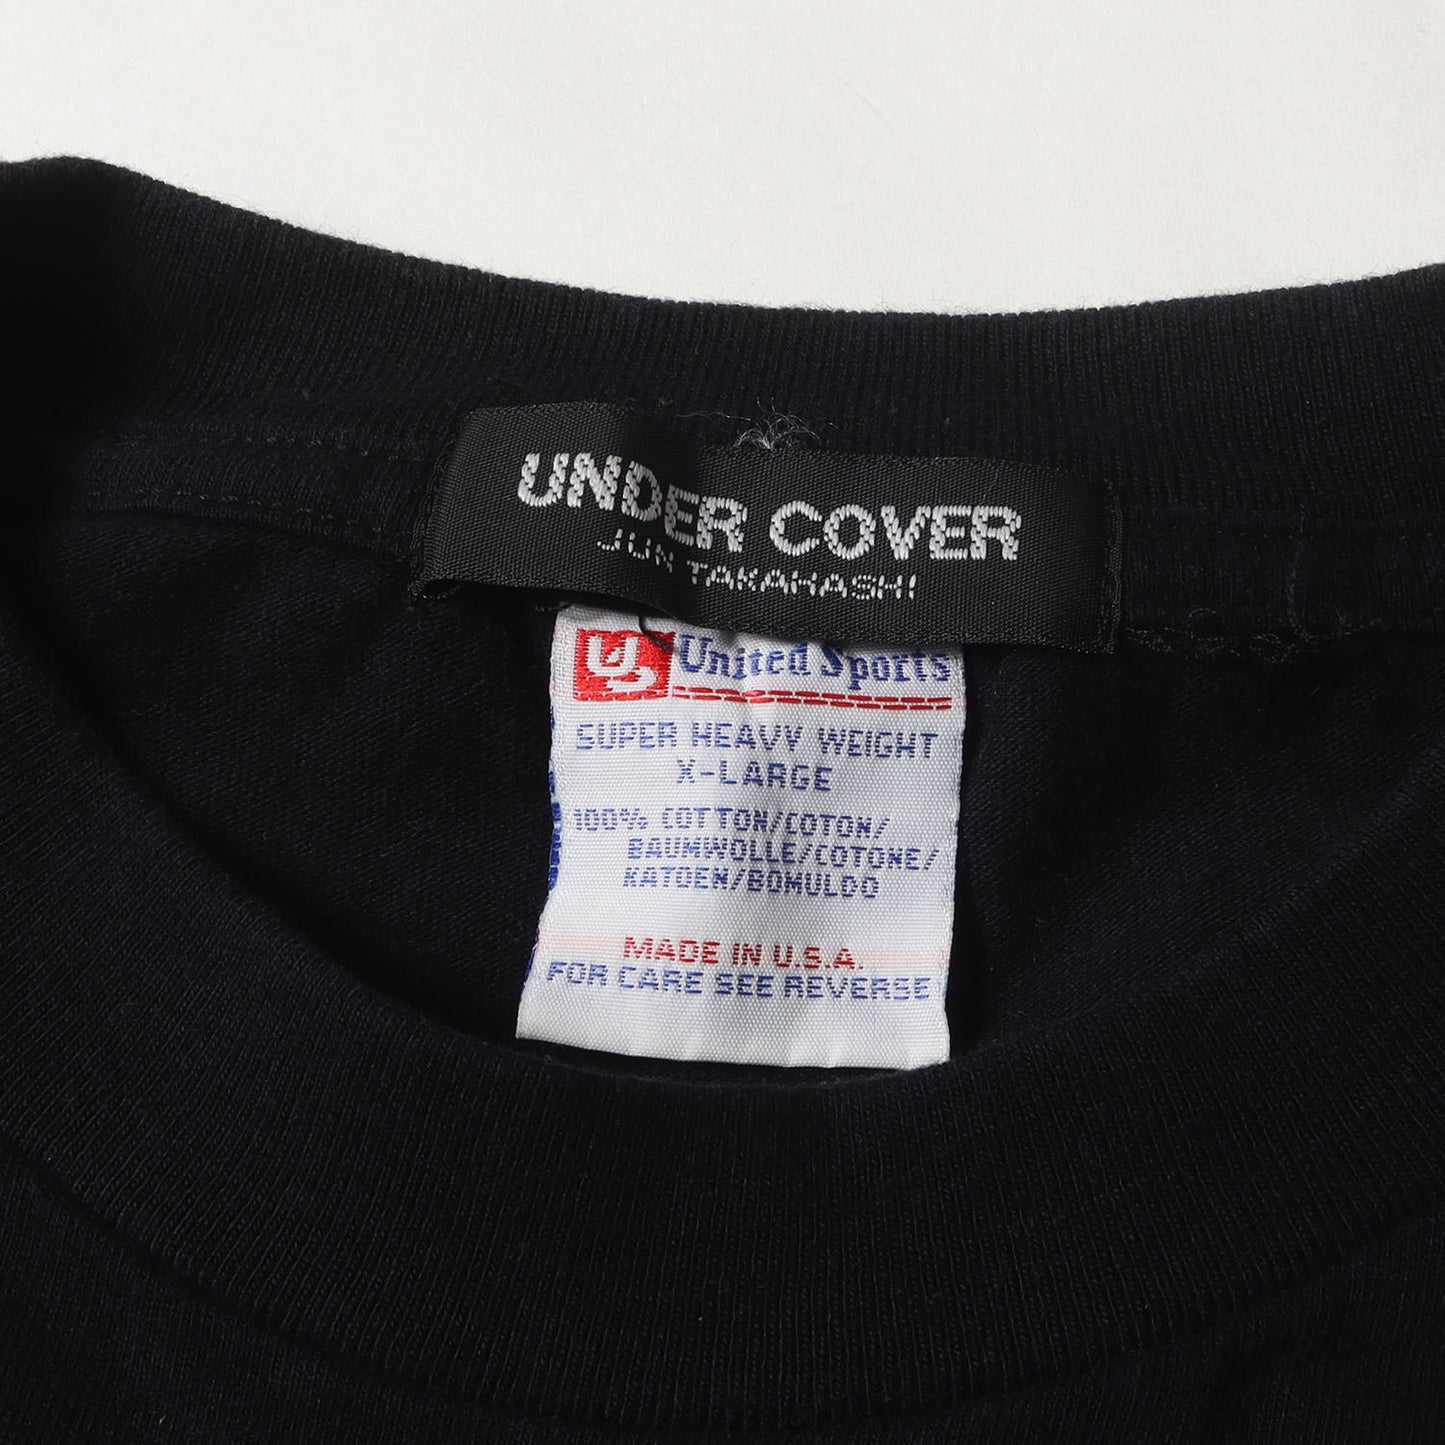 UNDER COVER
JUN TAKAHASHI
US United Sports
SUPER HEAVY WEIGHT
X-LARGE
100% COTTON/COTON/
BAUMWOLLE/COTONE/
KATOEN/BOMULDO
MADE IN U.S.A.
FOR CARE SEE REVERSE